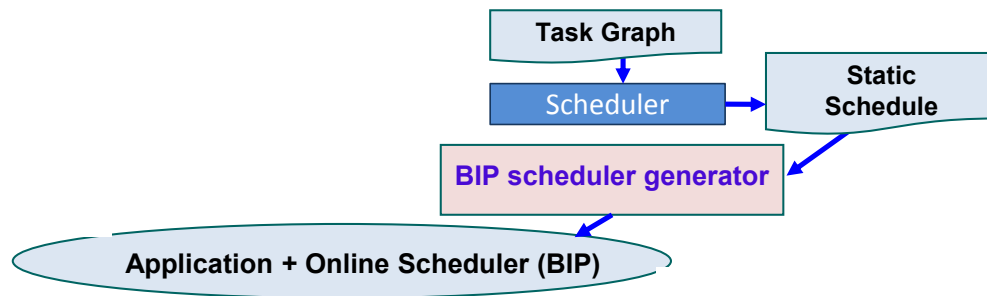 Task Graph
Scheduler
Static
Schedule
BIP scheduler generator
Application + Online Scheduler (BIP)